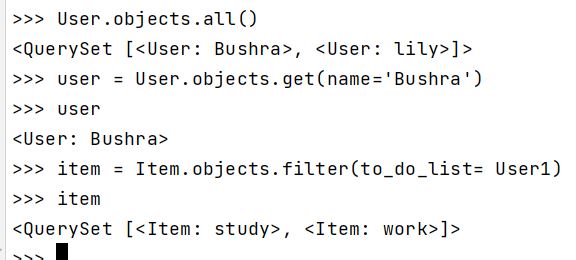 >>> User.objects.all()
<QuerySet [<User: Bushra>, <User: lily>]>
>>> user = User.objects.get(name='Bushra')
>>> user
<User: Bushra>
>>> item = Item.objects.filter(to_do_list= User1)
>>> item
<QuerySet [<Item: study>, <Item: work>]>
>>>